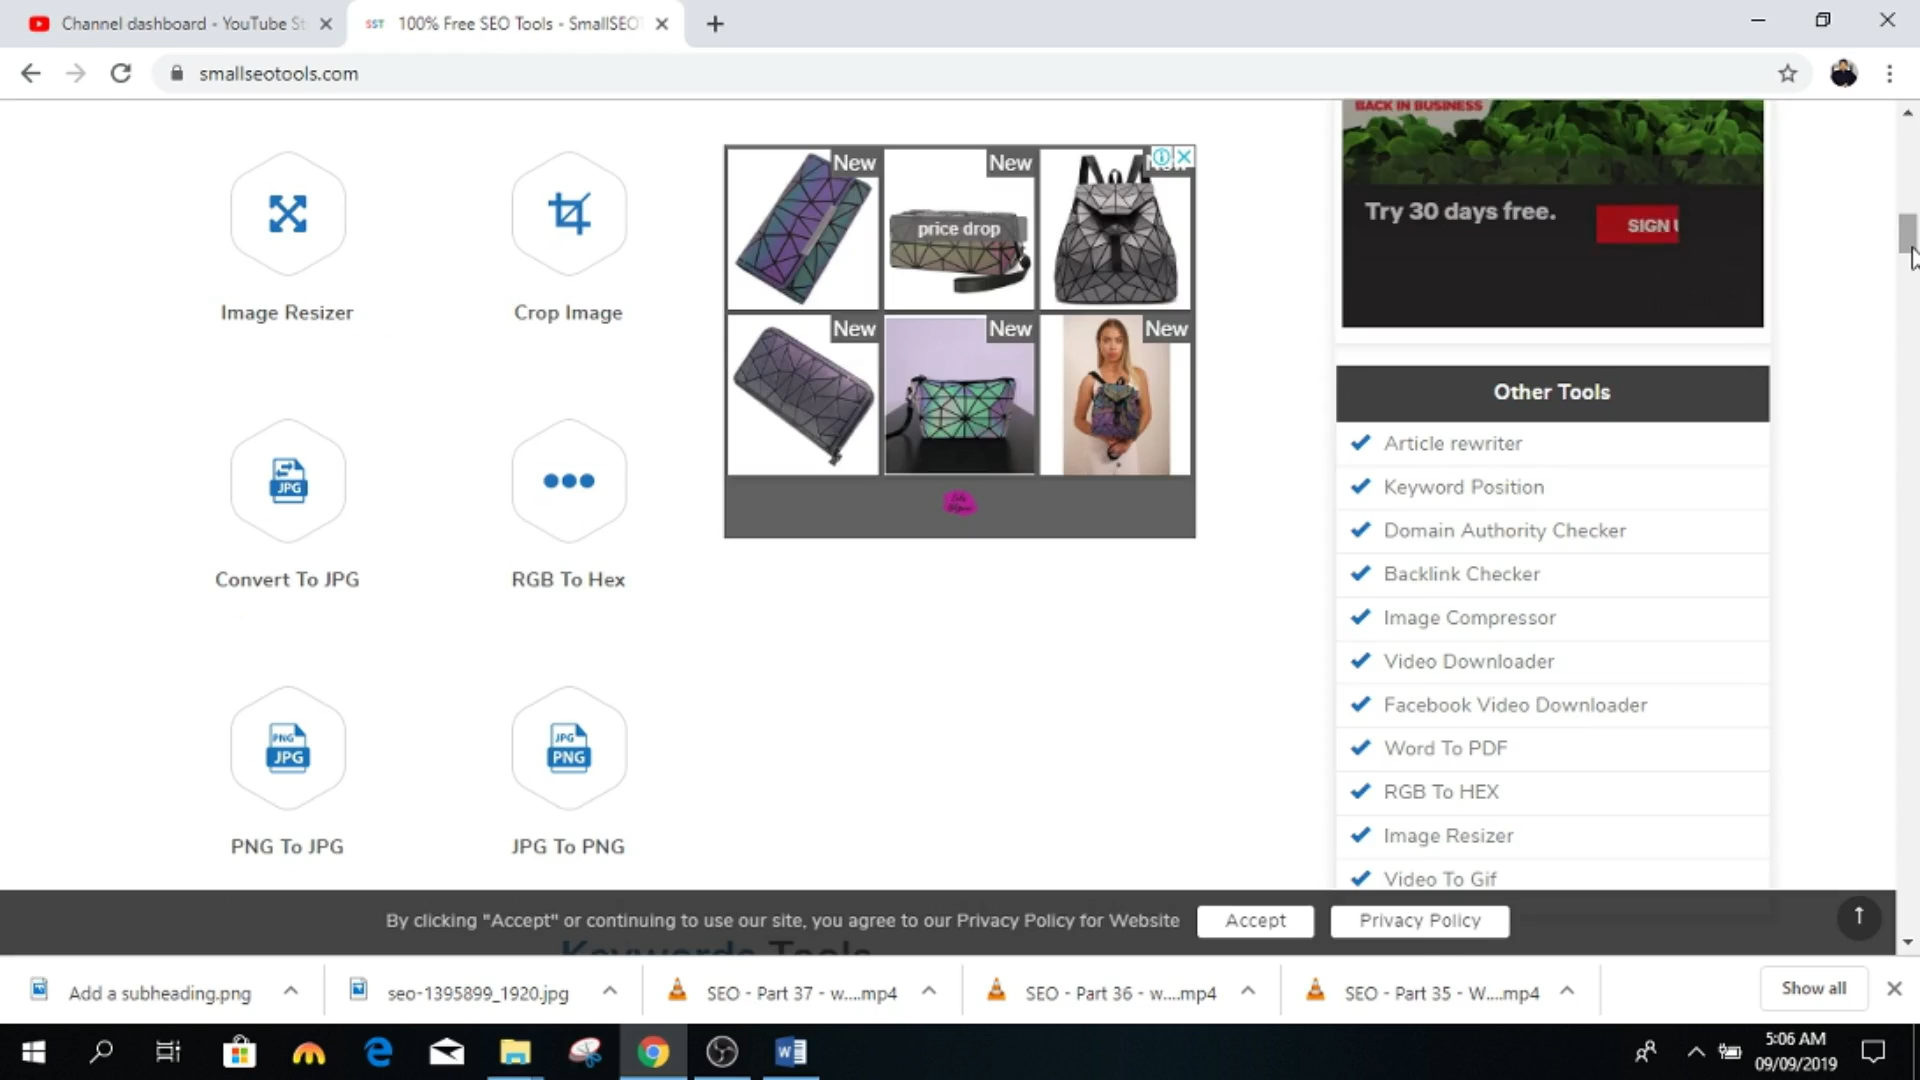 Channel dashboard - YouTube St
SST 100% Free SEO Tools - SmallSEO
smallseotools.com
Image Resizer
Crop Image
JPG
Convert To JPG
RGB To Hex
PNG
JPG
PNG To JPG
JPG
PNG
JPG To PNG
New
New
price drop
New
New
New
BACK IN BUSINESS
Try 30 days free.
SIGN U
Other Tools
Article rewriter
Keyword Position
Domain Authority Checker
Backlink Checker
Image Compressor
Video Downloader
Facebook Video Downloader
Word To PDF
RGB To HEX
Image Resizer
Video To Gif
By clicking "Accept" or continuing to use our site, you agree to our Privacy Policy for Website
Accept
Privacy Policy
Keywords Tools
Add a subheading.png
seo-1395899_1920.jpg
SEO - Part 37 - w....mp4
SEO - Part 36 - w....mp4
SEO - Part 35 - W....mp4
Show all
5:06 AM
09/09/2019